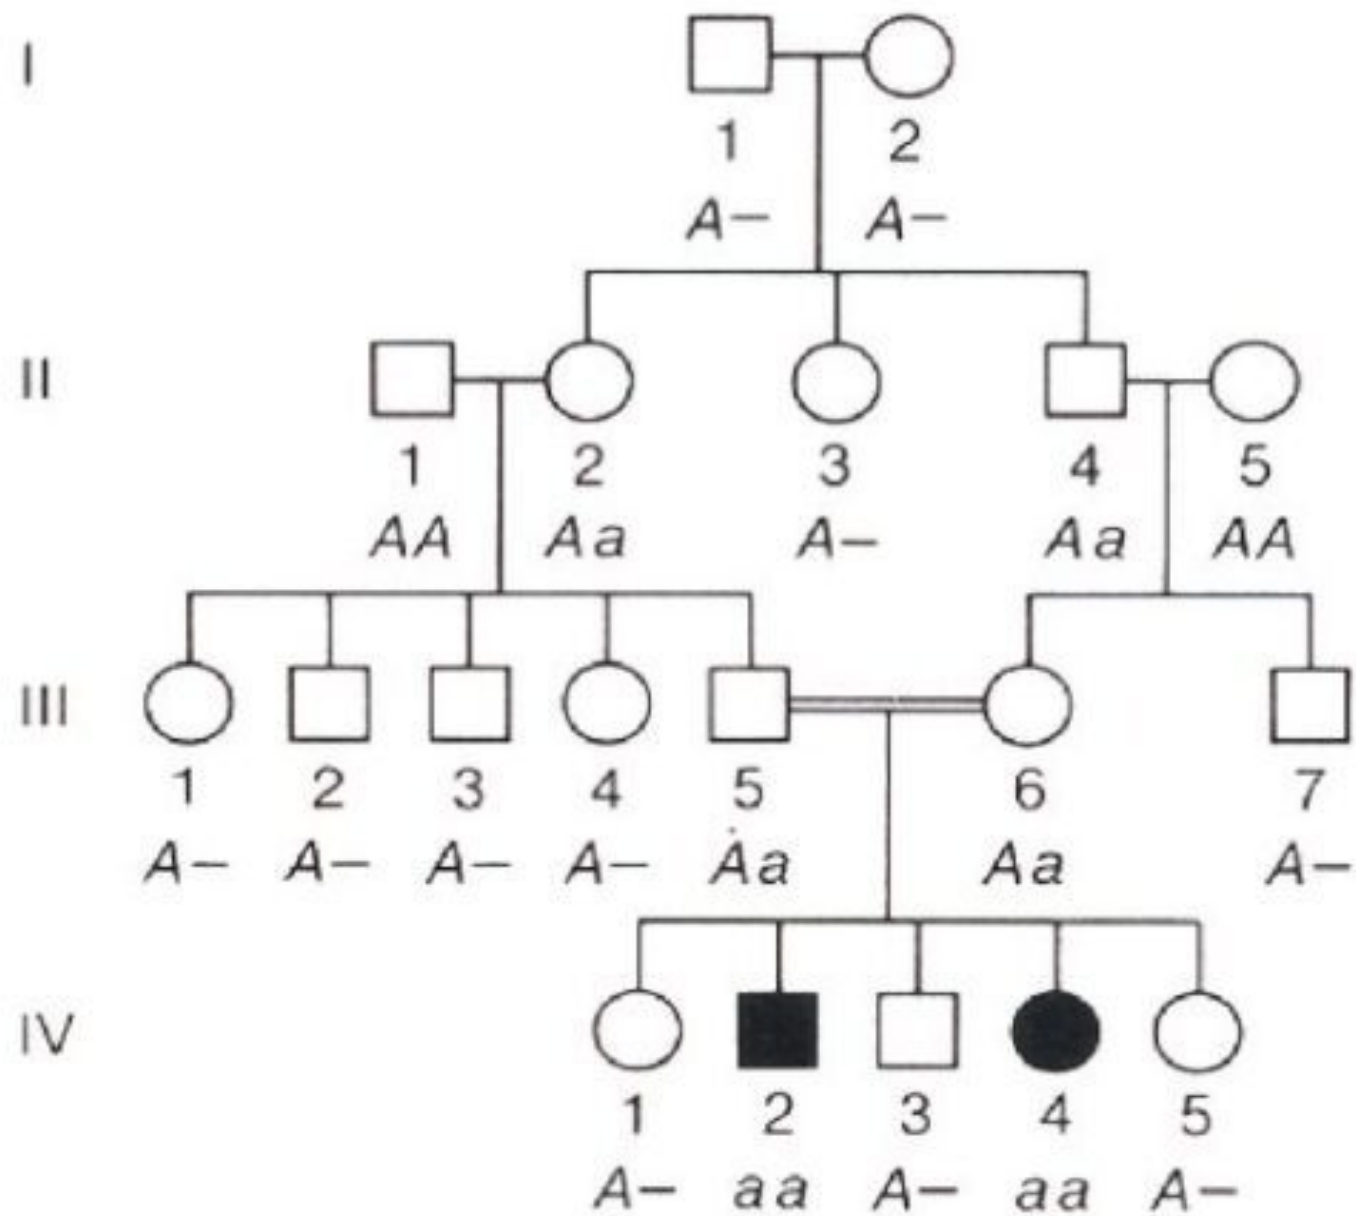 I
1 2
A– A–
II
1 2 3 4 5
AA Aa A– Aa AA
III
1 2 3 4 5 6 7
A– A– A– A– Aa Aa A–
IV
1 2 3 4 5
A– aa A– aa A–